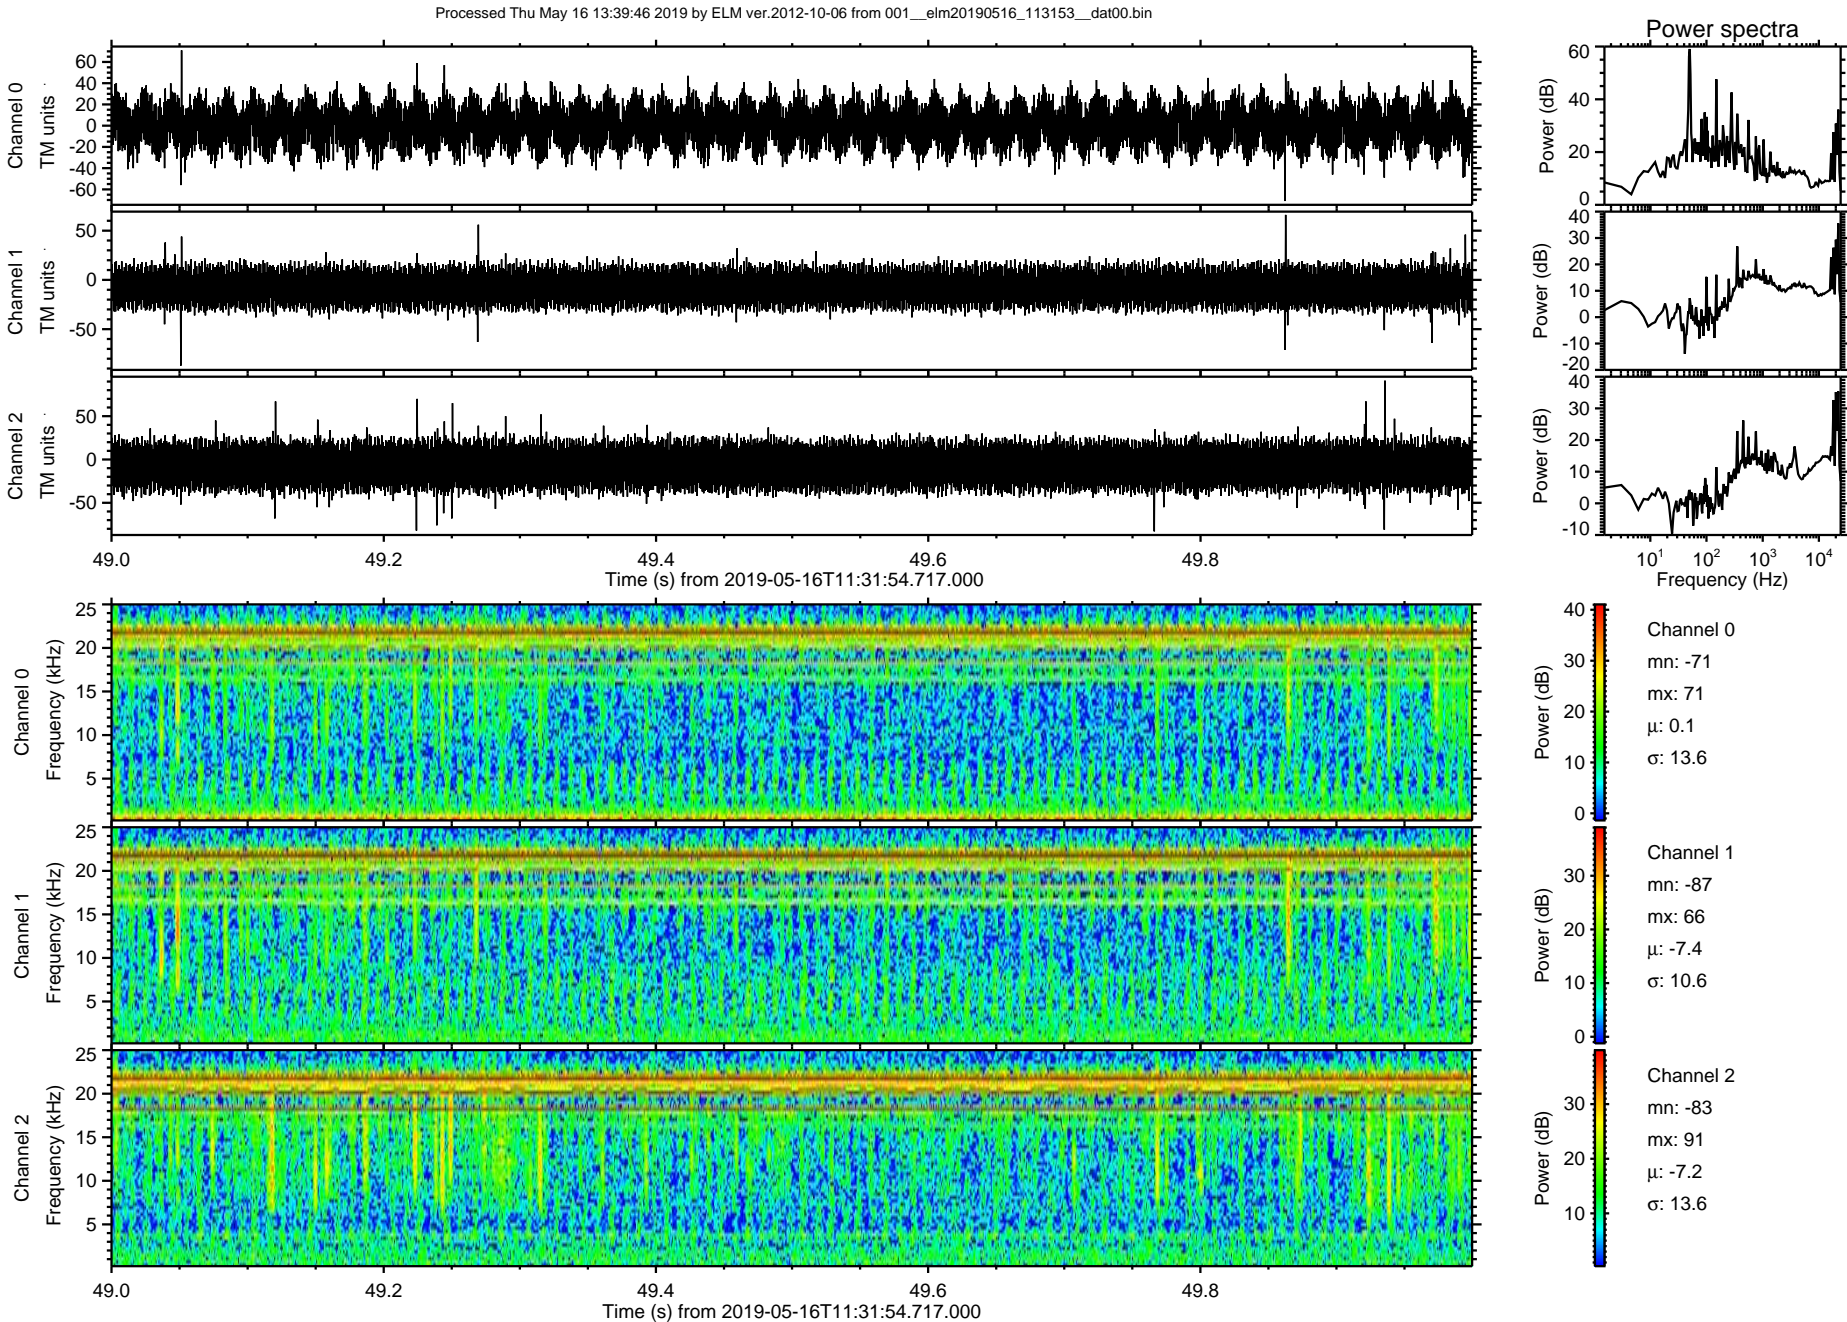 Processed Thu May 16 13:39:46 2019 by ELM ver.2012-10-06 from 001__elm20190516_113153__dat00.bin
Power spectra
Channel 0
TM units
60
40
20
0
-20
-40
-60
Power (dB)
60
40
20
0
Channel 1
TM units
50
0
-50
Power (dB)
40
30
20
10
0
-10
-20
Channel 2
TM units
50
0
-50
Power (dB)
40
30
20
10
0
-10
49.0 49.2 49.4 49.6 49.8
Time (s) from 2019-05-16T11:31:54.717.000
10¹ 10² 10³ 10⁴
Frequency (Hz)
Channel 0
Frequency (kHz)
25
20
15
10
5
Power (dB)
40
30
20
10
0
Channel 0
mn: -71
mx: 71
μ: 0.1
σ: 13.6
Channel 1
Frequency (kHz)
25
20
15
10
5
Power (dB)
30
20
10
0
Channel 1
mn: -87
mx: 66
μ: -7.4
σ: 10.6
Channel 2
Frequency (kHz)
25
20
15
10
5
Power (dB)
30
20
10
Channel 2
mn: -83
mx: 91
μ: -7.2
σ: 13.6
49.0 49.2 49.4 49.6 49.8
Time (s) from 2019-05-16T11:31:54.717.000